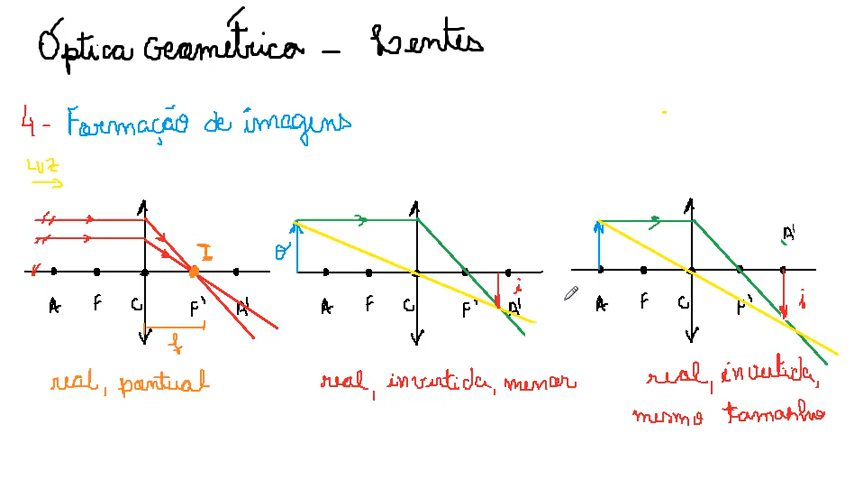 Óptica Geométrica - Lentes
4 - Formação de imagens
LUZ
I
A F C F' A'
f
real, pontual
o
i
A F C F' A'
real, invertida, menor
A'
i
A F C F'
real, invertida,
mesmo tamanho